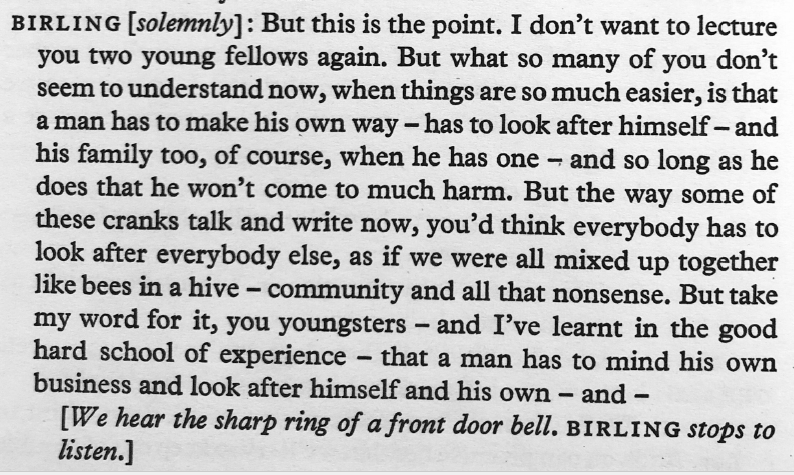 BIRLING [solemnly]: But this is the point. I don't want to lecture
you two young fellows again. But what so many of you don't
seem to understand now, when things are so much easier, is that
a man has to make his own way – has to look after himself – and
his family too, of course, when he has one – and so long as he
does that he won't come to much harm. But the way some of
these cranks talk and write now, you'd think everybody has to
look after everybody else, as if we were all mixed up together
like bees in a hive – community and all that nonsense. But take
my word for it, you youngsters – and I've learnt in the good
hard school of experience – that a man has to mind his own
business and look after himself and his own – and –
[We hear the sharp ring of a front door bell. BIRLING stops to
listen.]